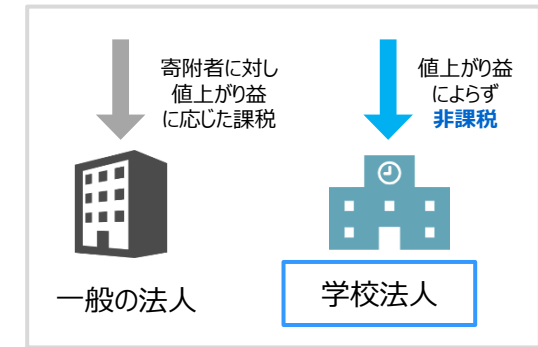 寄附者に対し
値上がり益
に応じた課税
値上がり益
によらず
非課税
一般の法人
学校法人